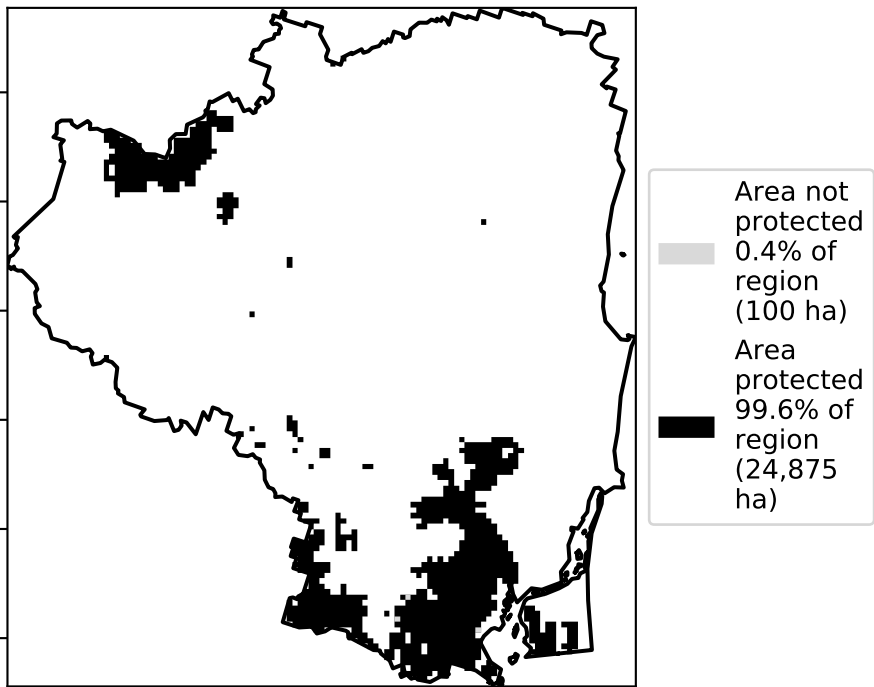 Area not
protected
0.4% of
region
(100 ha)
Area
protected
99.6% of
region
(24,875
ha)